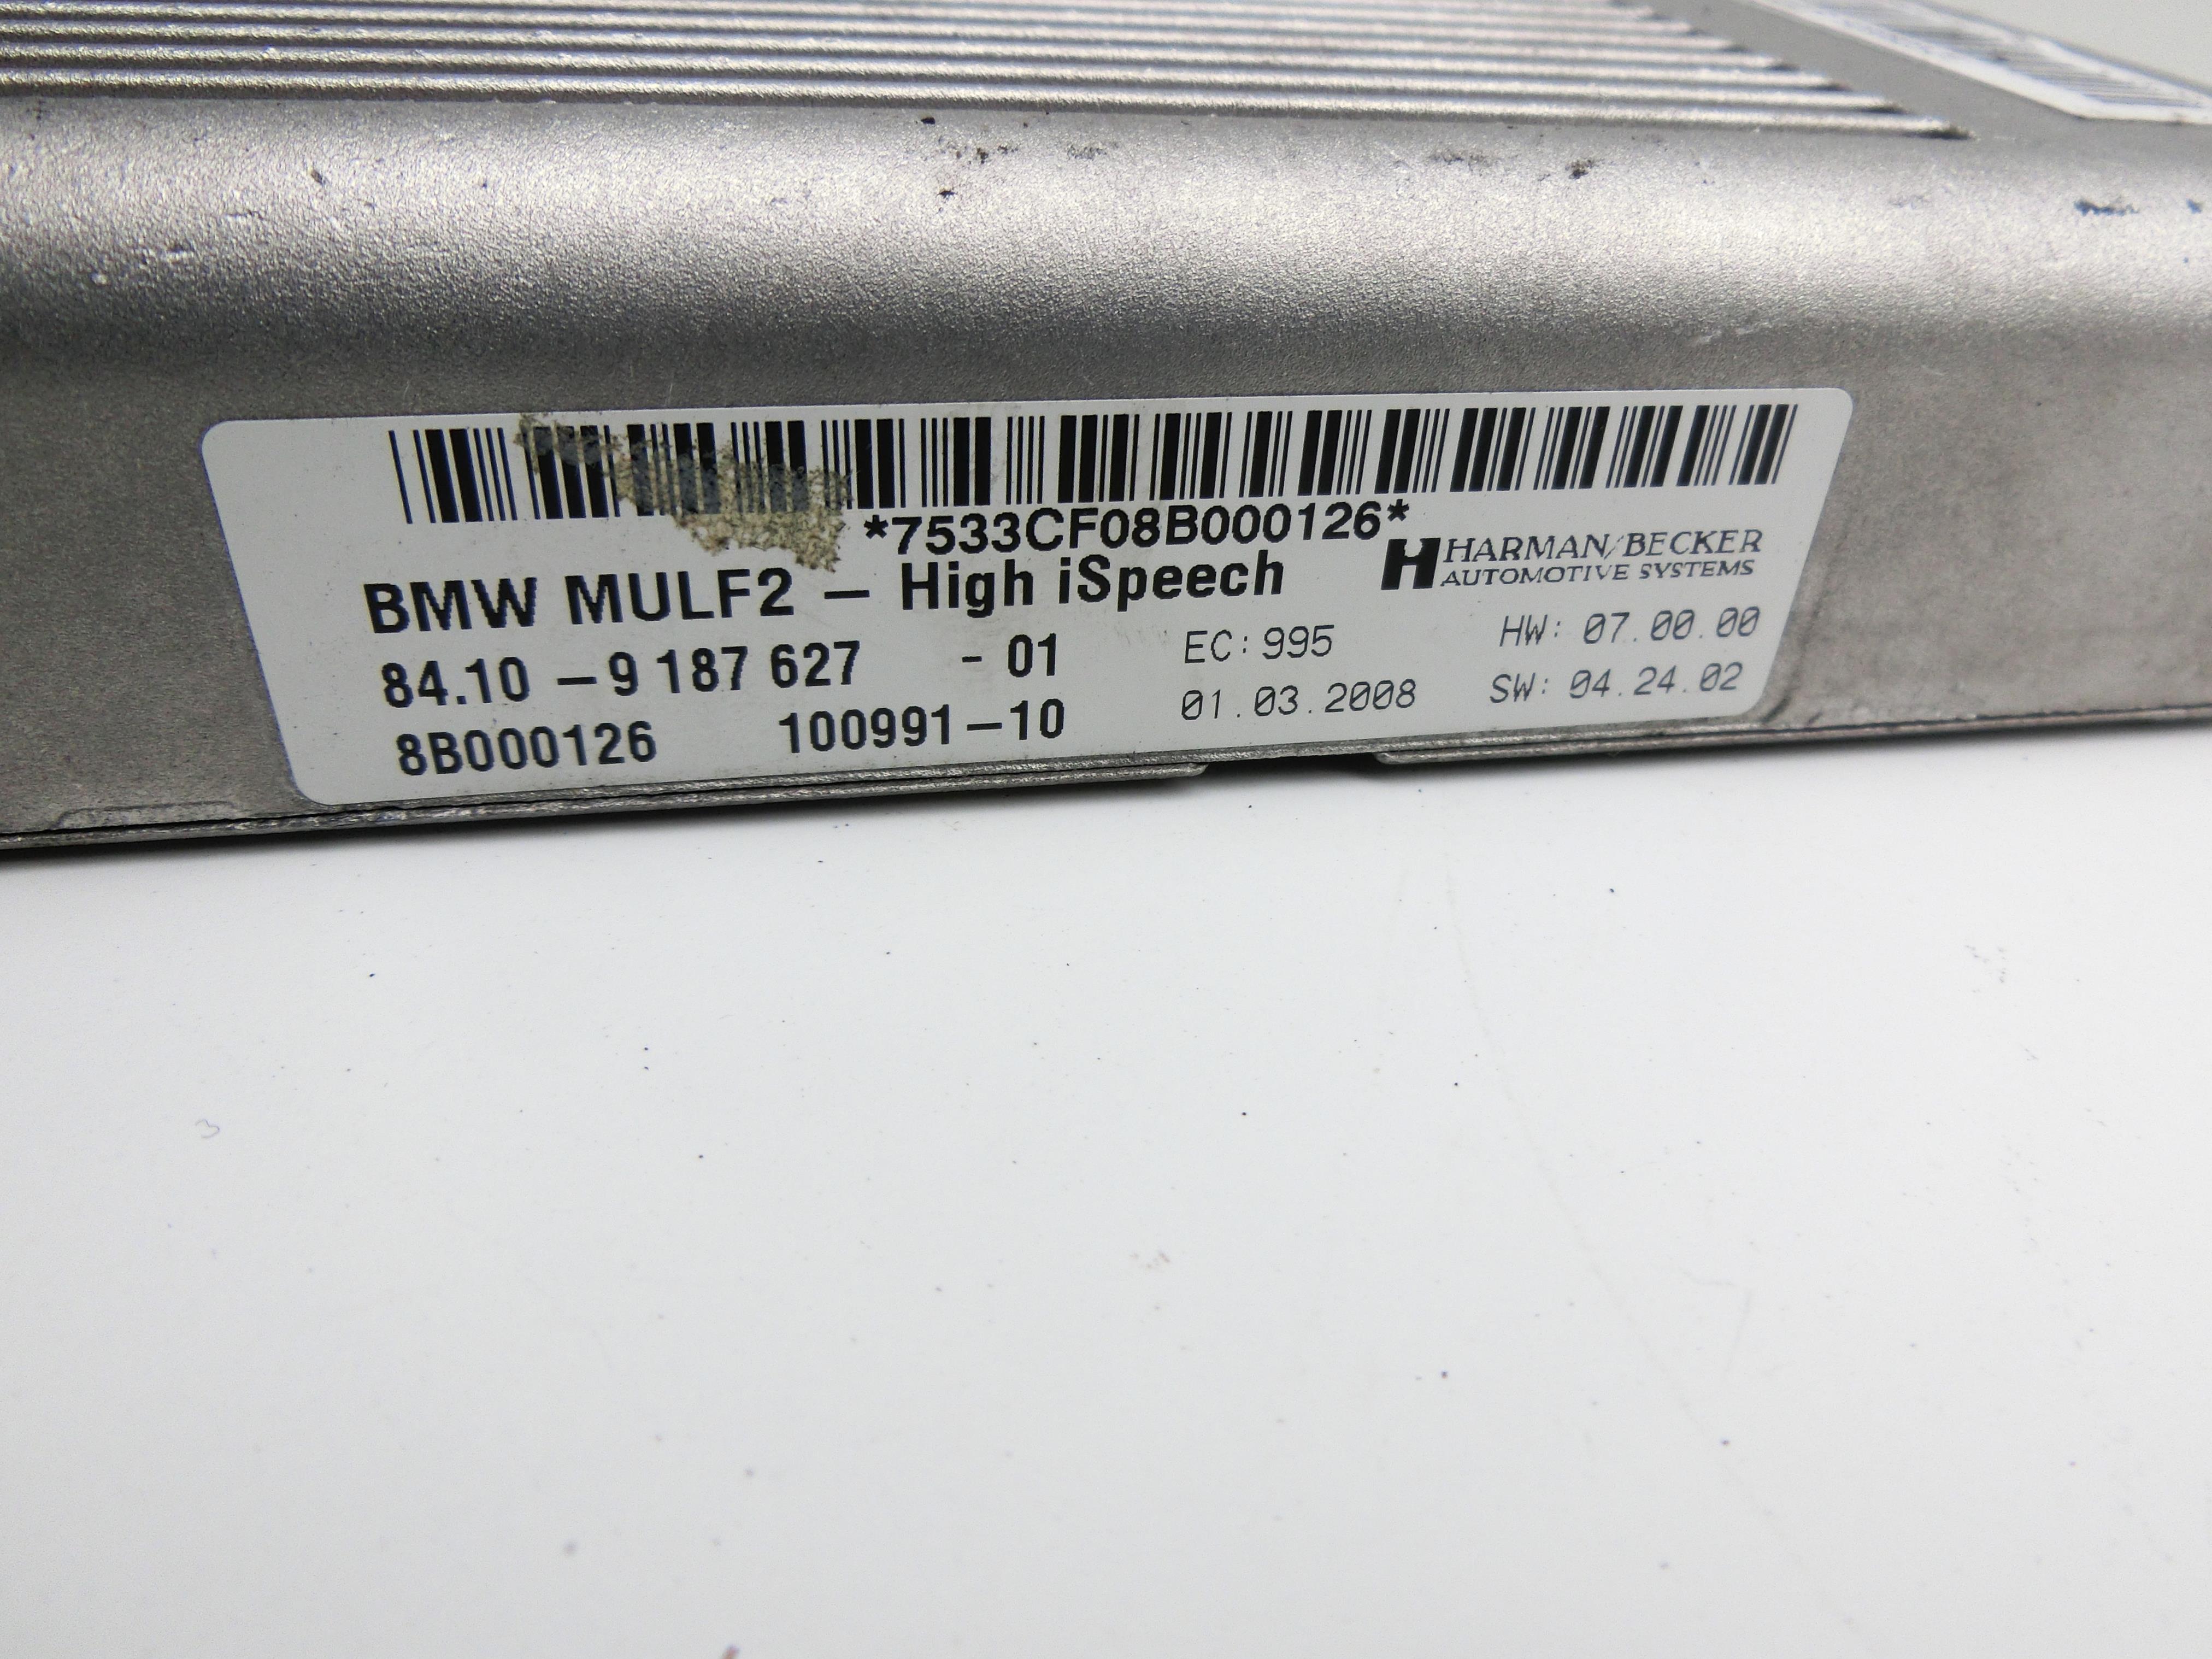 *7533CF08B000126*
BMW MULF2 – High iSpeech
HARMAN/BECKER
AUTOMOTIVE SYSTEMS
84.10 – 9 187 627 - 01 EC: 995 HW: 07.00.00
8B000126 100991–10 01.03.2008 SW: 04.24.02